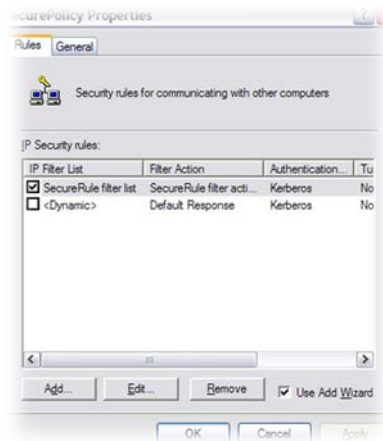 ecurePolicy Properties
Rules General
Security rules for communicating with other computers
IP Security rules:
IP Filter List Filter Action Authentication... Tu
SecureRule filter list SecureRule filter acti... Kerberos No
<Dynamic> Default Response Kerberos No
Add... Edit... Remove Use Add Wizard
OK Cancel Apply